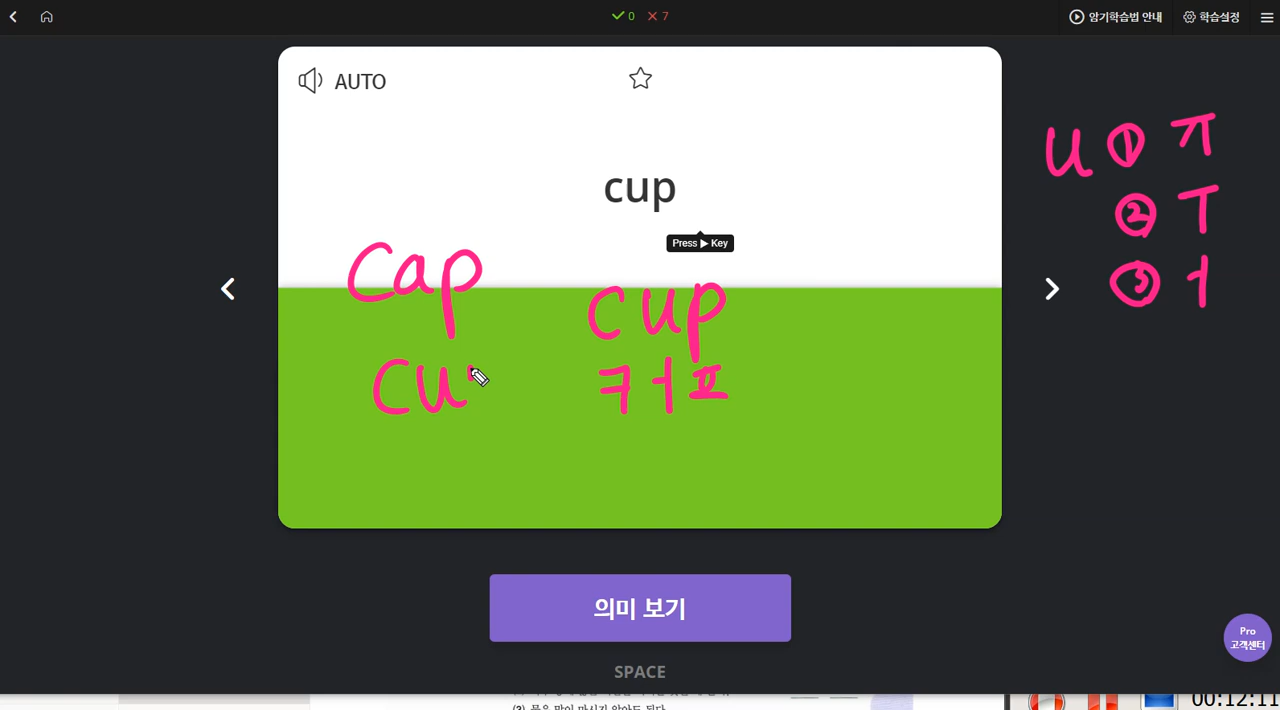 0 7 암기학습법 안내 학습설정
AUTO
cup
Press ▶ Key
cap
cup
cu
ㅋㅓㅍ
u ① ㅠ
② ㅜ
③ ㅓ
의미 보기
SPACE
Pro
고객센터
00:12:11